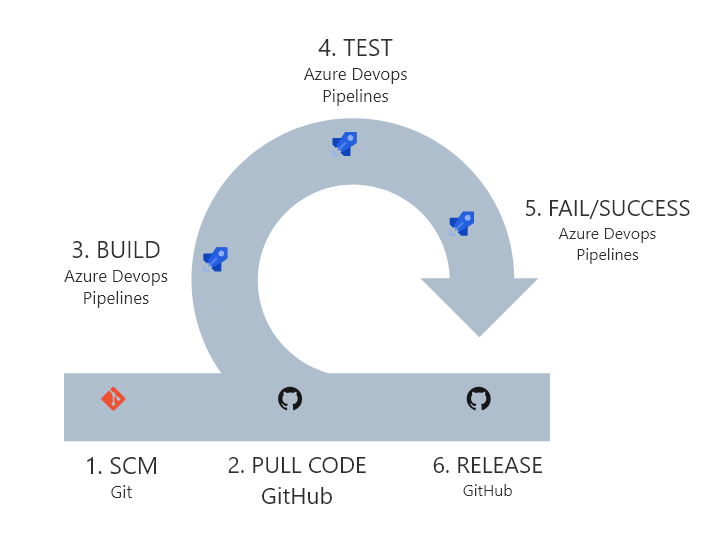 4. TEST
Azure Devops
Pipelines
5. FAIL/SUCCESS
Azure Devops
Pipelines
3. BUILD
Azure Devops
Pipelines
1. SCM
Git
2. PULL CODE
GitHub
6. RELEASE
GitHub